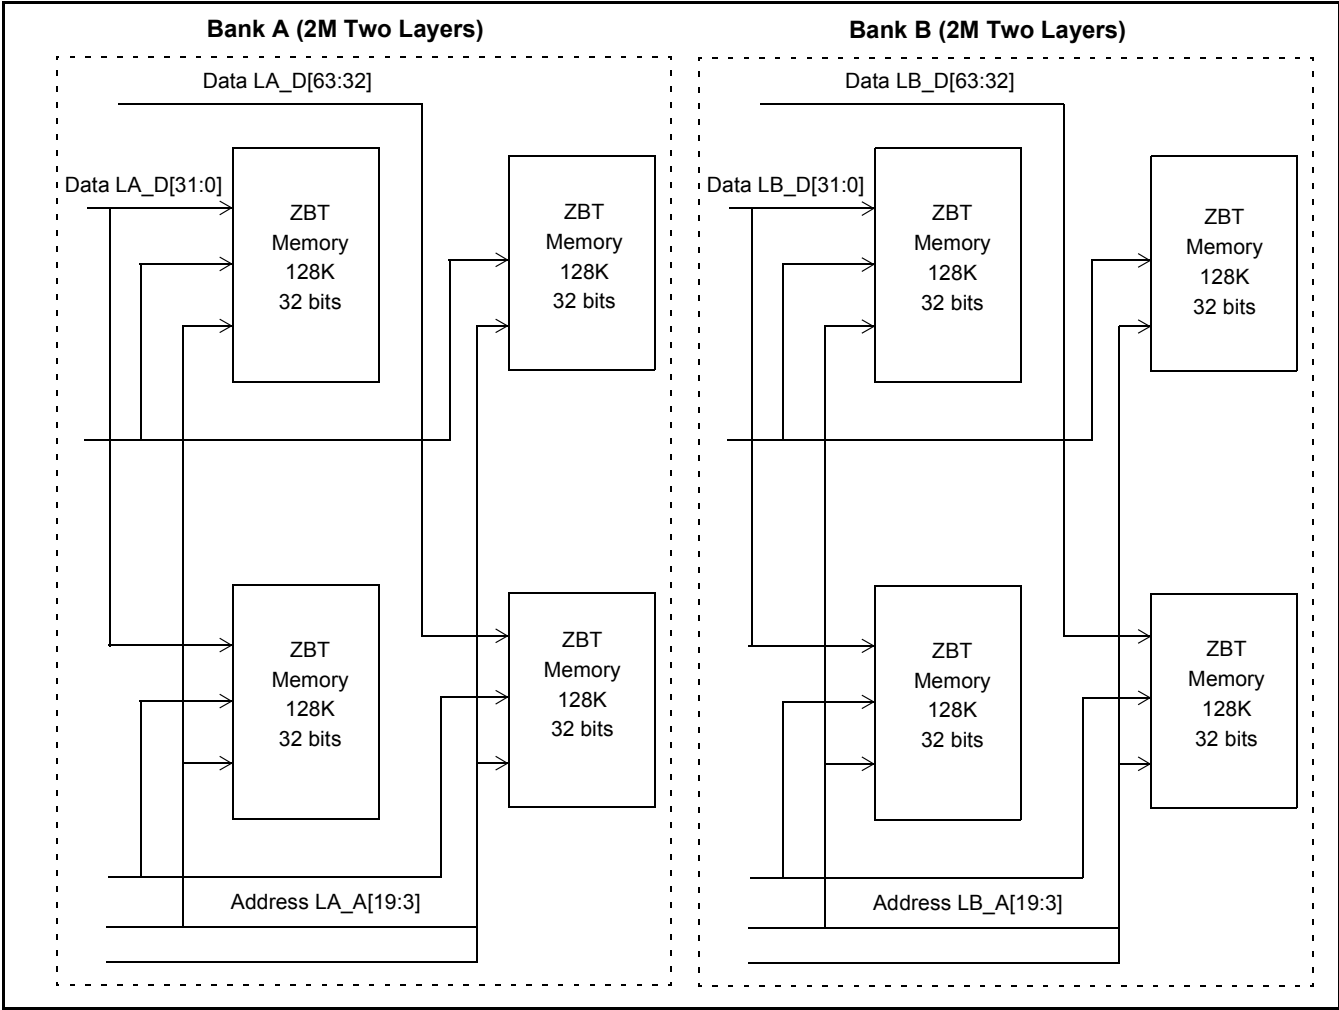 Bank A (2M Two Layers)
Data LA_D[63:32]
Data LA_D[31:0]
ZBT
Memory
128K
32 bits
ZBT
Memory
128K
32 bits
ZBT
Memory
128K
32 bits
ZBT
Memory
128K
32 bits
Address LA_A[19:3]
Bank B (2M Two Layers)
Data LB_D[63:32]
Data LB_D[31:0]
ZBT
Memory
128K
32 bits
ZBT
Memory
128K
32 bits
ZBT
Memory
128K
32 bits
ZBT
Memory
128K
32 bits
Address LB_A[19:3]